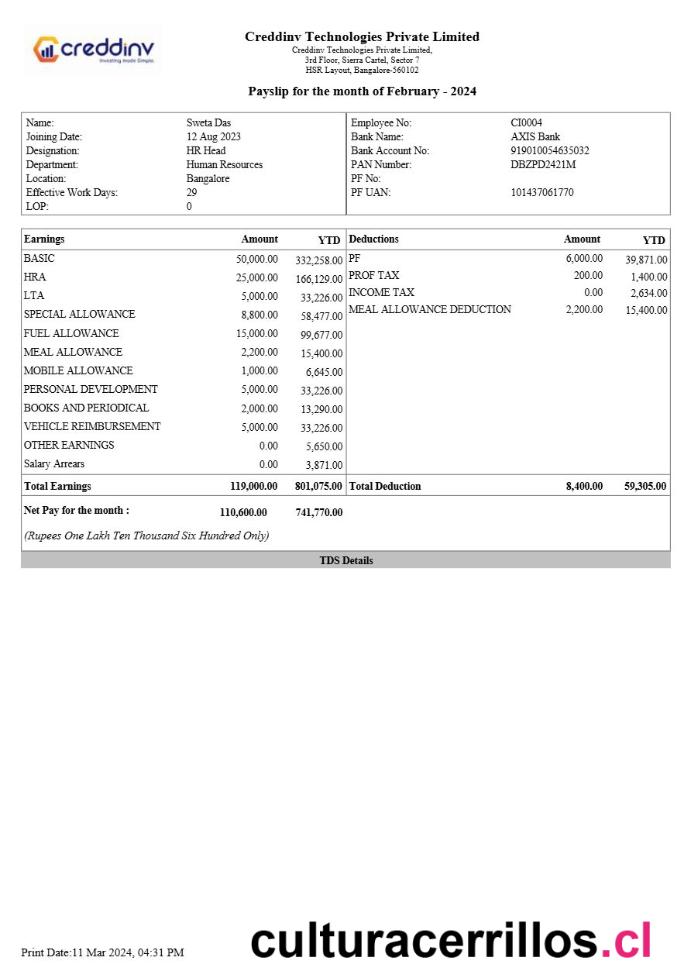 creddinv
Investing made Simple.
Creddinv Technologies Private Limited
Creddinv Technologies Private Limited,
3rd Floor, Sierra Cartel, Sector 7
HSR Layout, Bangalore-560102
Payslip for the month of February - 2024
Name: Sweta Das Employee No: CI0004
Joining Date: 12 Aug 2023 Bank Name: AXIS Bank
Designation: HR Head Bank Account No: 919010054635032
Department: Human Resources PAN Number: DBZPD2421M
Location: Bangalore PF No:
Effective Work Days: 29 PF UAN: 101437061770
LOP: 0
Earnings Amount YTD Deductions Amount YTD
BASIC 50,000.00 332,258.00 PF 6,000.00 39,871.00
HRA 25,000.00 166,129.00 PROF TAX 200.00 1,400.00
LTA 5,000.00 33,226.00 INCOME TAX 0.00 2,634.00
SPECIAL ALLOWANCE 8,800.00 58,477.00 MEAL ALLOWANCE DEDUCTION 2,200.00 15,400.00
FUEL ALLOWANCE 15,000.00 99,677.00
MEAL ALLOWANCE 2,200.00 15,400.00
MOBILE ALLOWANCE 1,000.00 6,645.00
PERSONAL DEVELOPMENT 5,000.00 33,226.00
BOOKS AND PERIODICAL 2,000.00 13,290.00
VEHICLE REIMBURSEMENT 5,000.00 33,226.00
OTHER EARNINGS 0.00 5,650.00
Salary Arrears 0.00 3,871.00
Total Earnings 119,000.00 801,075.00 Total Deduction 8,400.00 59,305.00
Net Pay for the month : 110,600.00 741,770.00
(Rupees One Lakh Ten Thousand Six Hundred Only)
TDS Details
Print Date:11 Mar 2024, 04:31 PM
culturacerrillos.cl